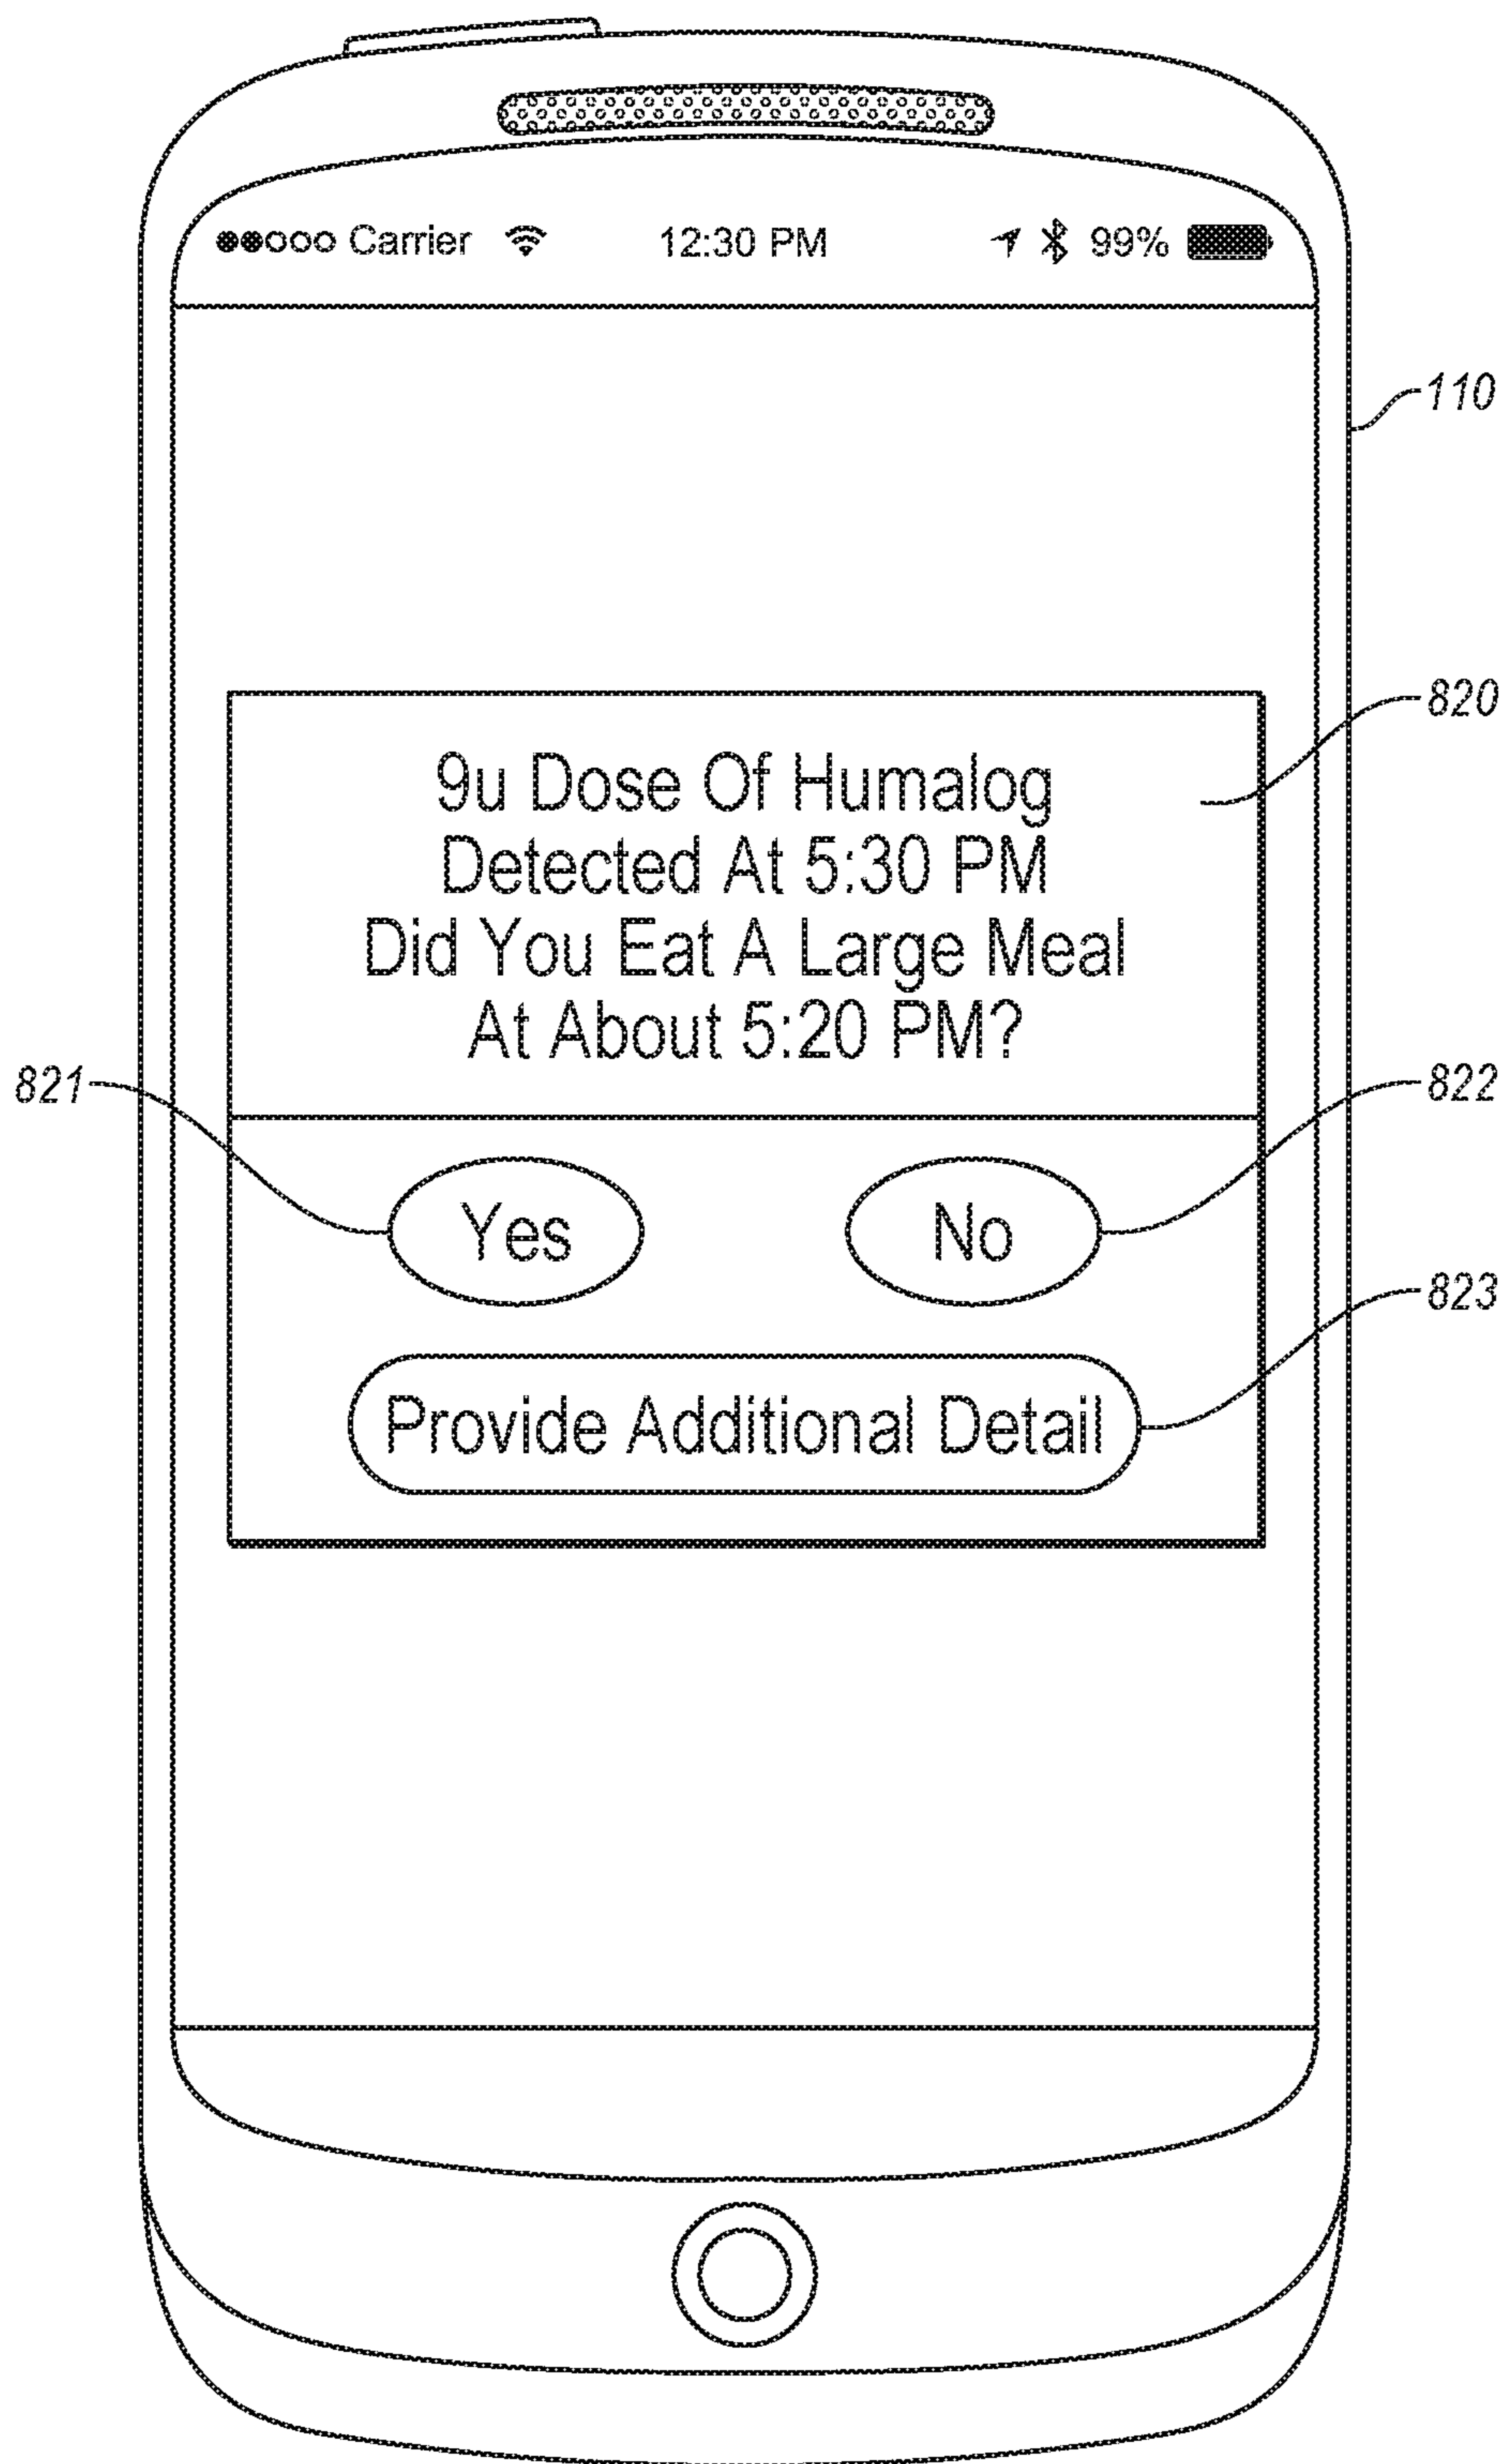 Carrier 12:30 PM 99%
110
820
9u Dose Of Humalog
Detected At 5:30 PM
Did You Eat A Large Meal
At About 5:20 PM?
821
822
Yes No
823
Provide Additional Detail